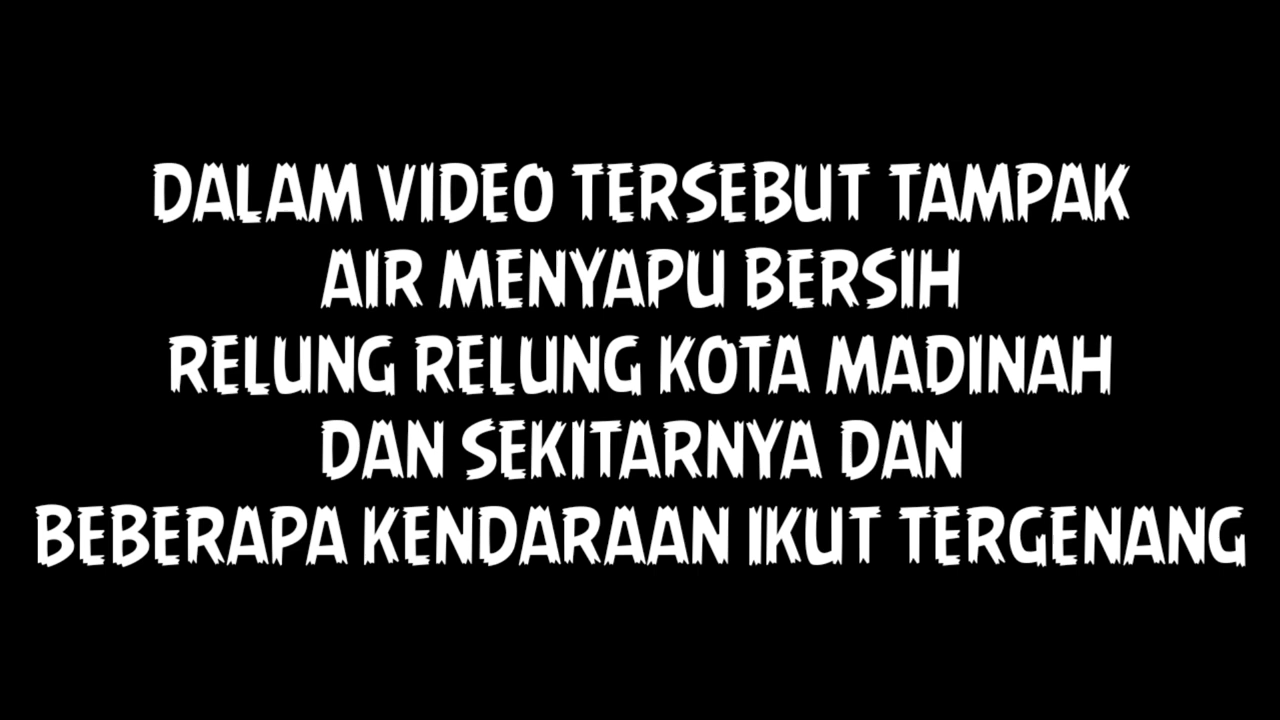 DALAM VIDEO TERSEBUT TAMPAK
AIR MENYAPU BERSIH
RELUNG RELUNG KOTA MADINAH
DAN SEKITARNYA DAN
BEBERAPA KENDARAAN IKUT TERGENANG